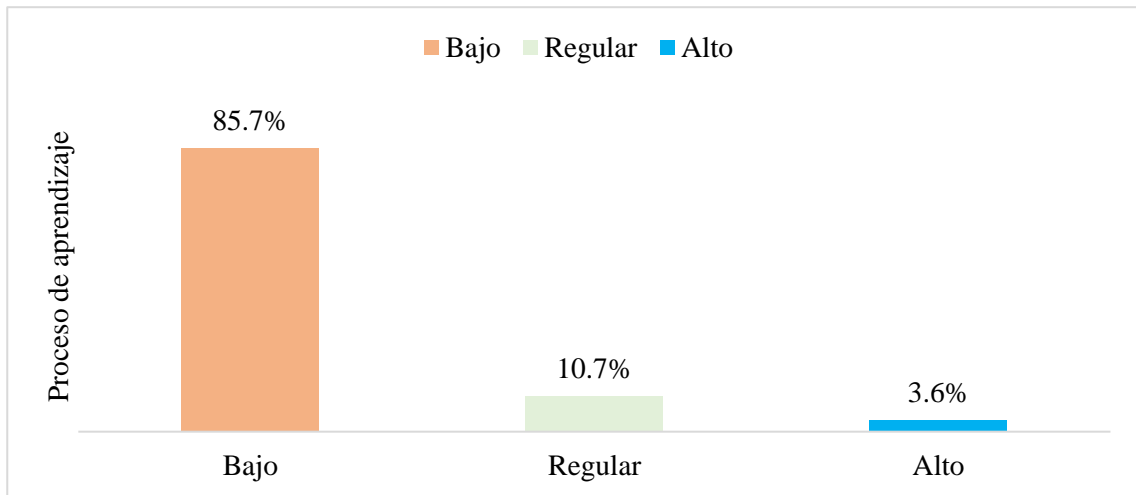 Bajo Regular Alto
Proceso de aprendizaje
85.7%
10.7%
3.6%
Bajo Regular Alto